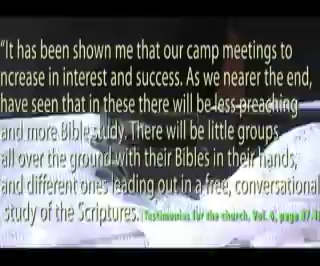 "It has been shown me that our camp meetings to
ncrease in interest and success. As we nearer the end,
have seen that in these there will be less preaching
and more Bible study. There will be little groups
all over the ground with their Bibles in their hands,
and different ones leading out in a free, conversational
study of the Scriptures. Testimonies for the church, Vol. 6, page